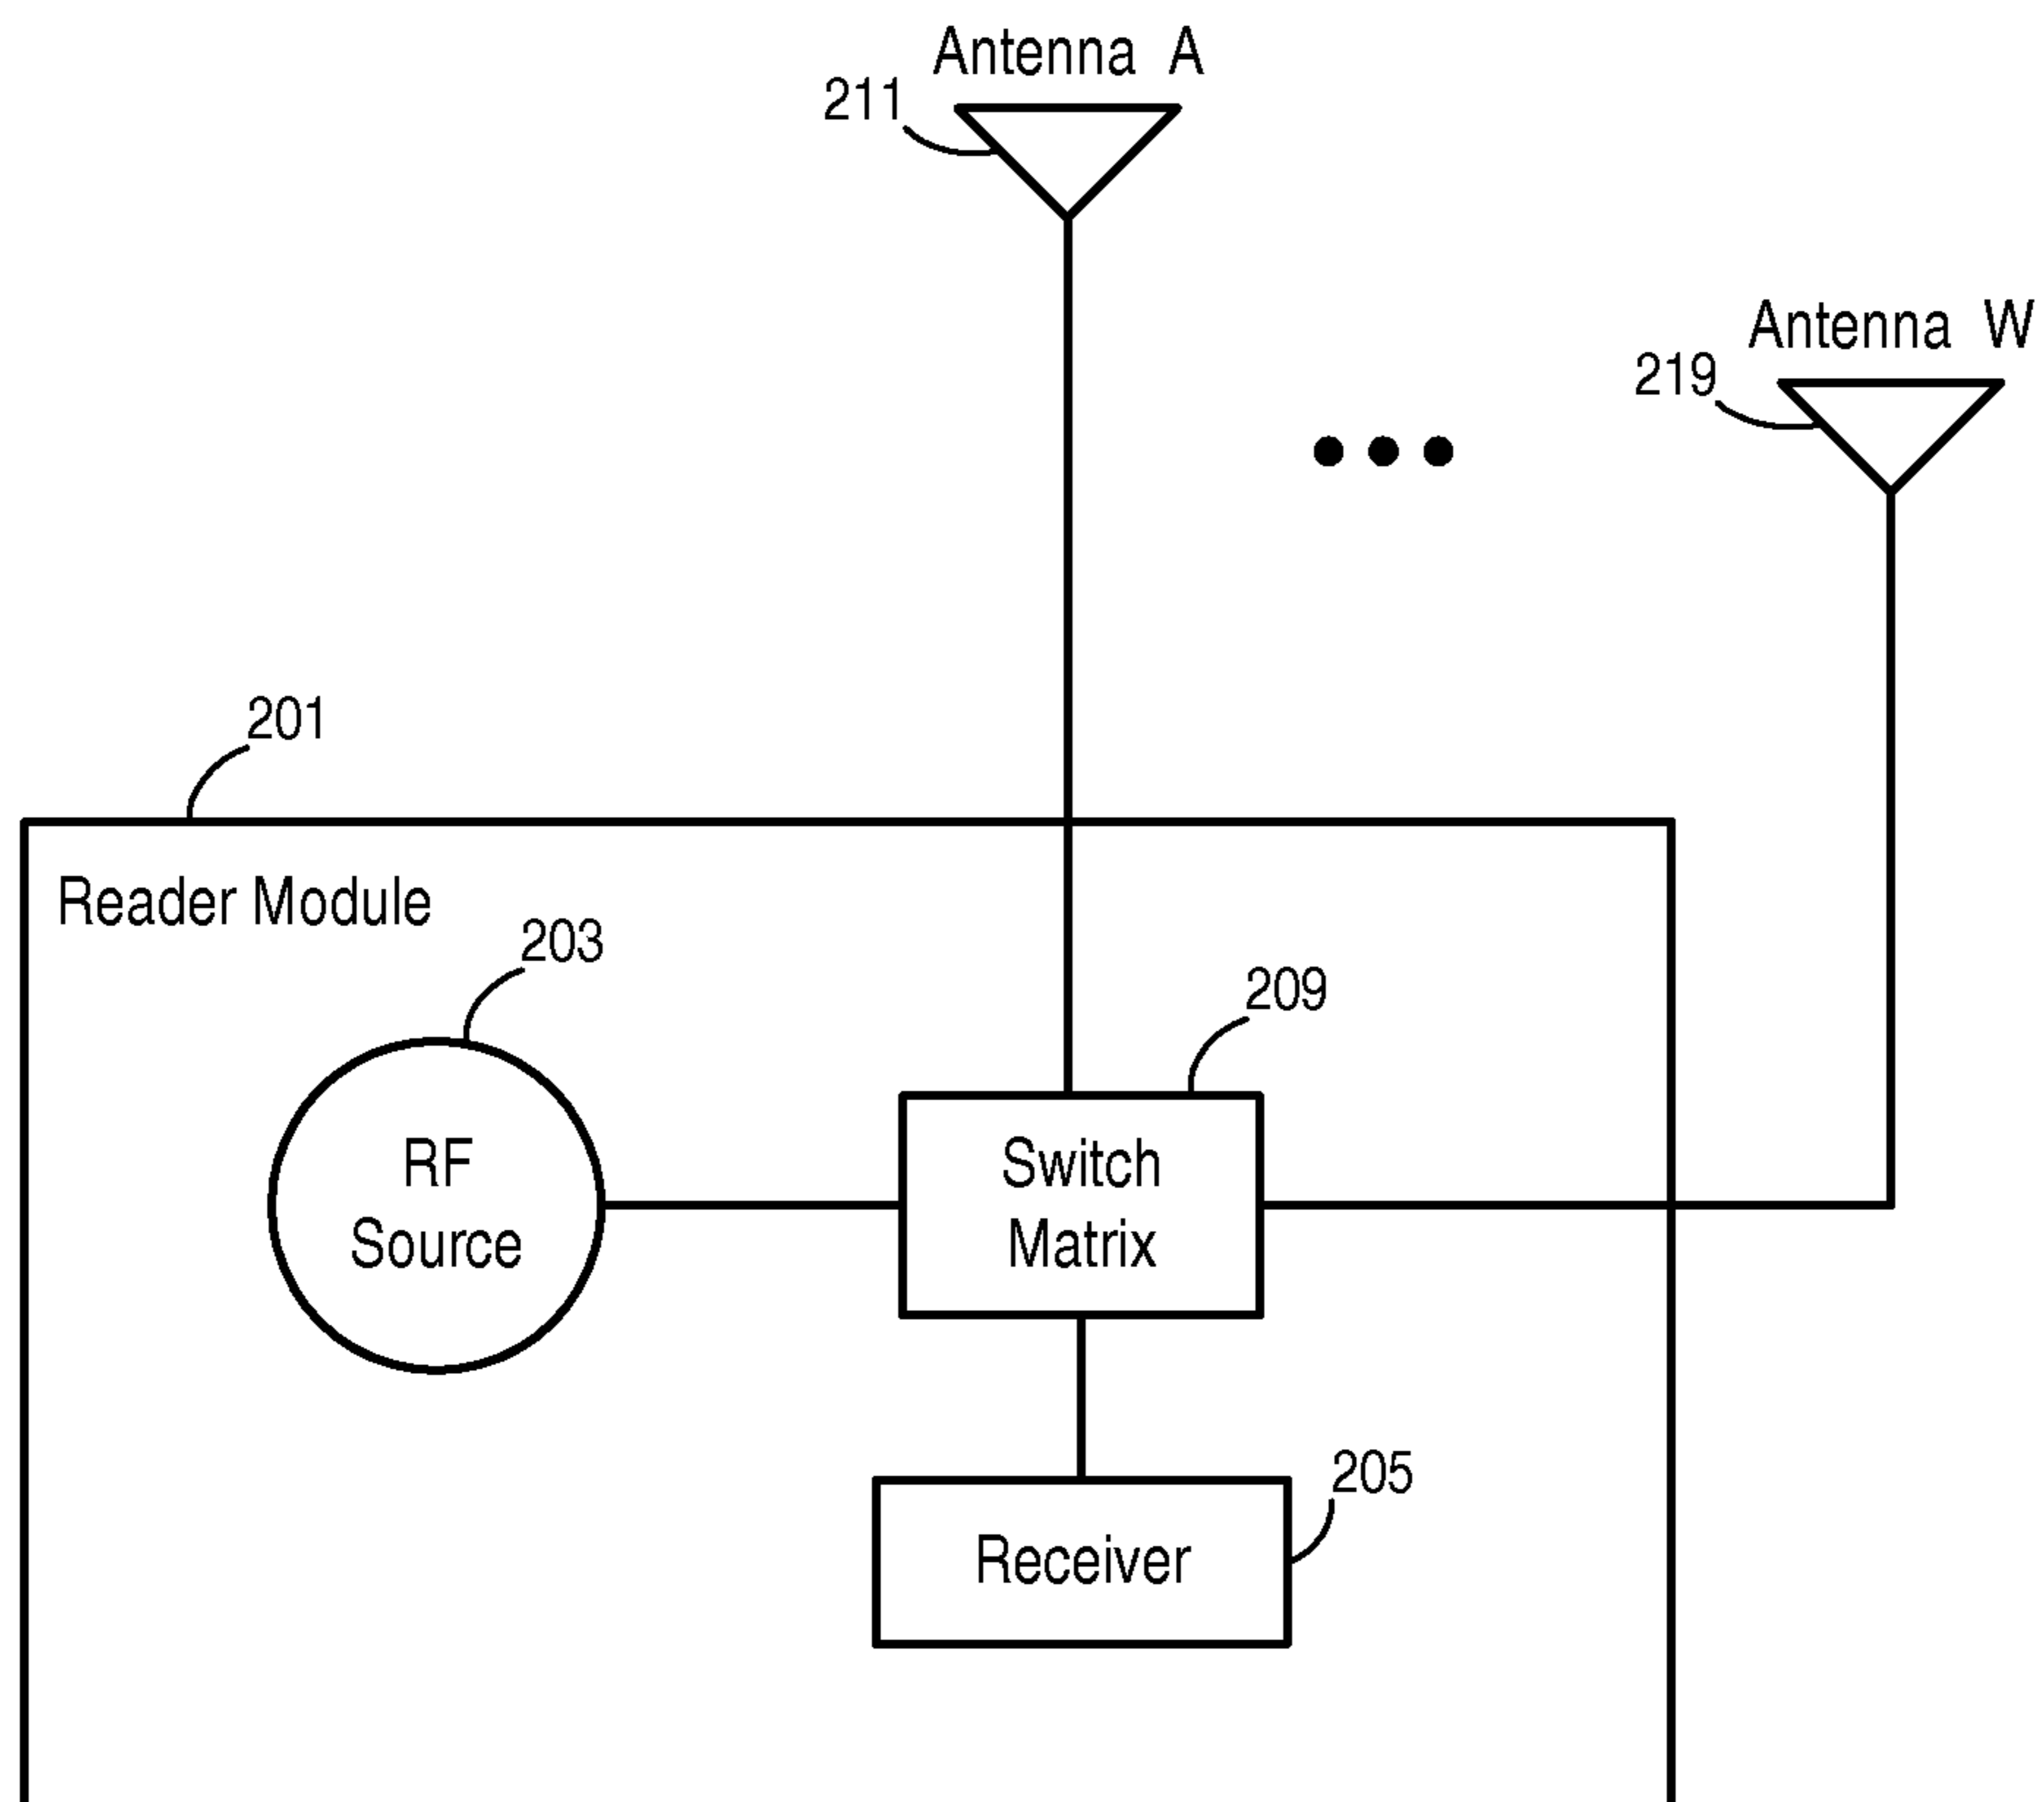 Antenna A
211
Antenna W
219
201
Reader Module
203
209
RF
Source
Switch
Matrix
205
Receiver